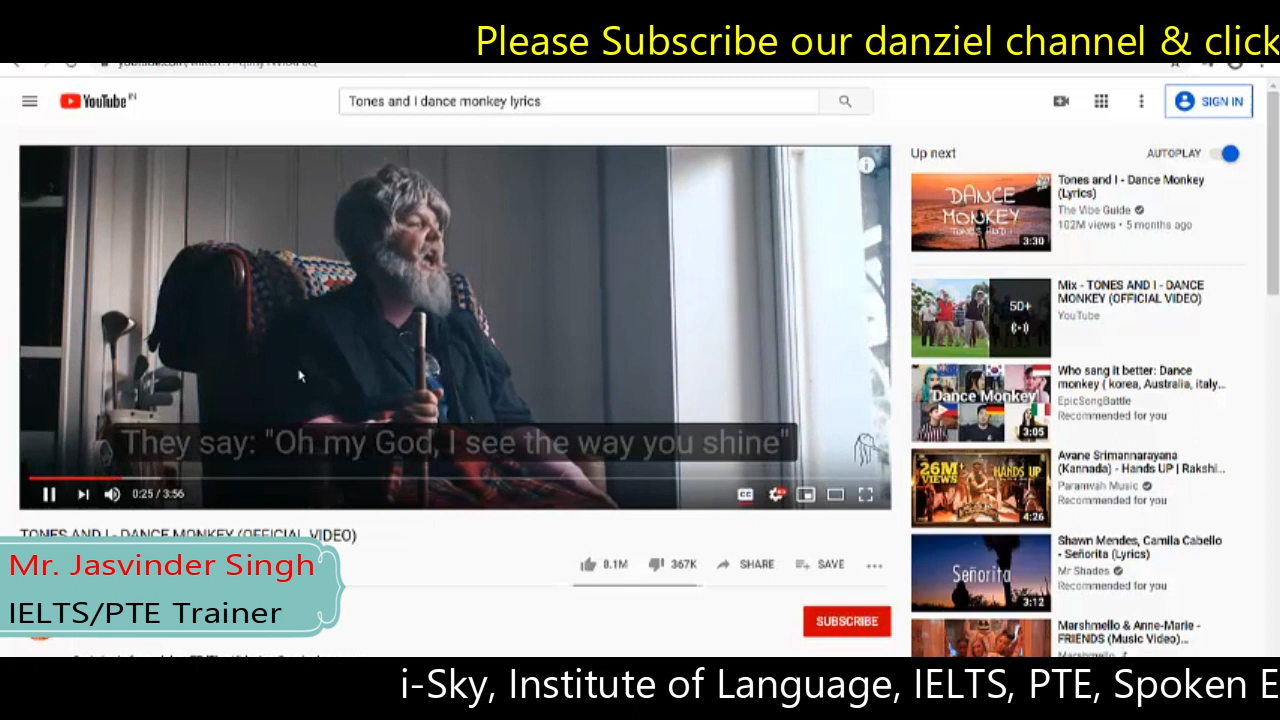 Please Subscribe our danziel channel & click
YouTube IN
Tones and I dance monkey lyrics
SIGN IN
They say: "Oh my God, I see the way you shine"
0:25 / 3:56
TONES AND I - DANCE MONKEY (OFFICIAL VIDEO)
8.1M 367K SHARE SAVE
Mr. Jasvinder Singh
IELTS/PTE Trainer
SUBSCRIBE
Up next AUTOPLAY
DANCE
MONKEY
TONES AND I
3:30
Tones and I - Dance Monkey
(Lyrics)
The Vibe Guide
102M views • 5 months ago
50+
Mix - TONES AND I - DANCE
MONKEY (OFFICIAL VIDEO)
YouTube
Dance Monkey
3:05
Who sang it better: Dance
monkey ( korea, Australia, italy...
EpicSongBattle
Recommended for you
26M+
VIEWS
HANDS UP
4:26
Avane Srimannarayana
(Kannada) - Hands UP | Rakshi...
Paramvah Music
Recommended for you
Señorita
3:12
Shawn Mendes, Camila Cabello
- Señorita (Lyrics)
Mr Shades
Recommended for you
Marshmello & Anne-Marie -
FRIENDS (Music Video)...
Marshmello
i-Sky, Institute of Language, IELTS, PTE, Spoken E